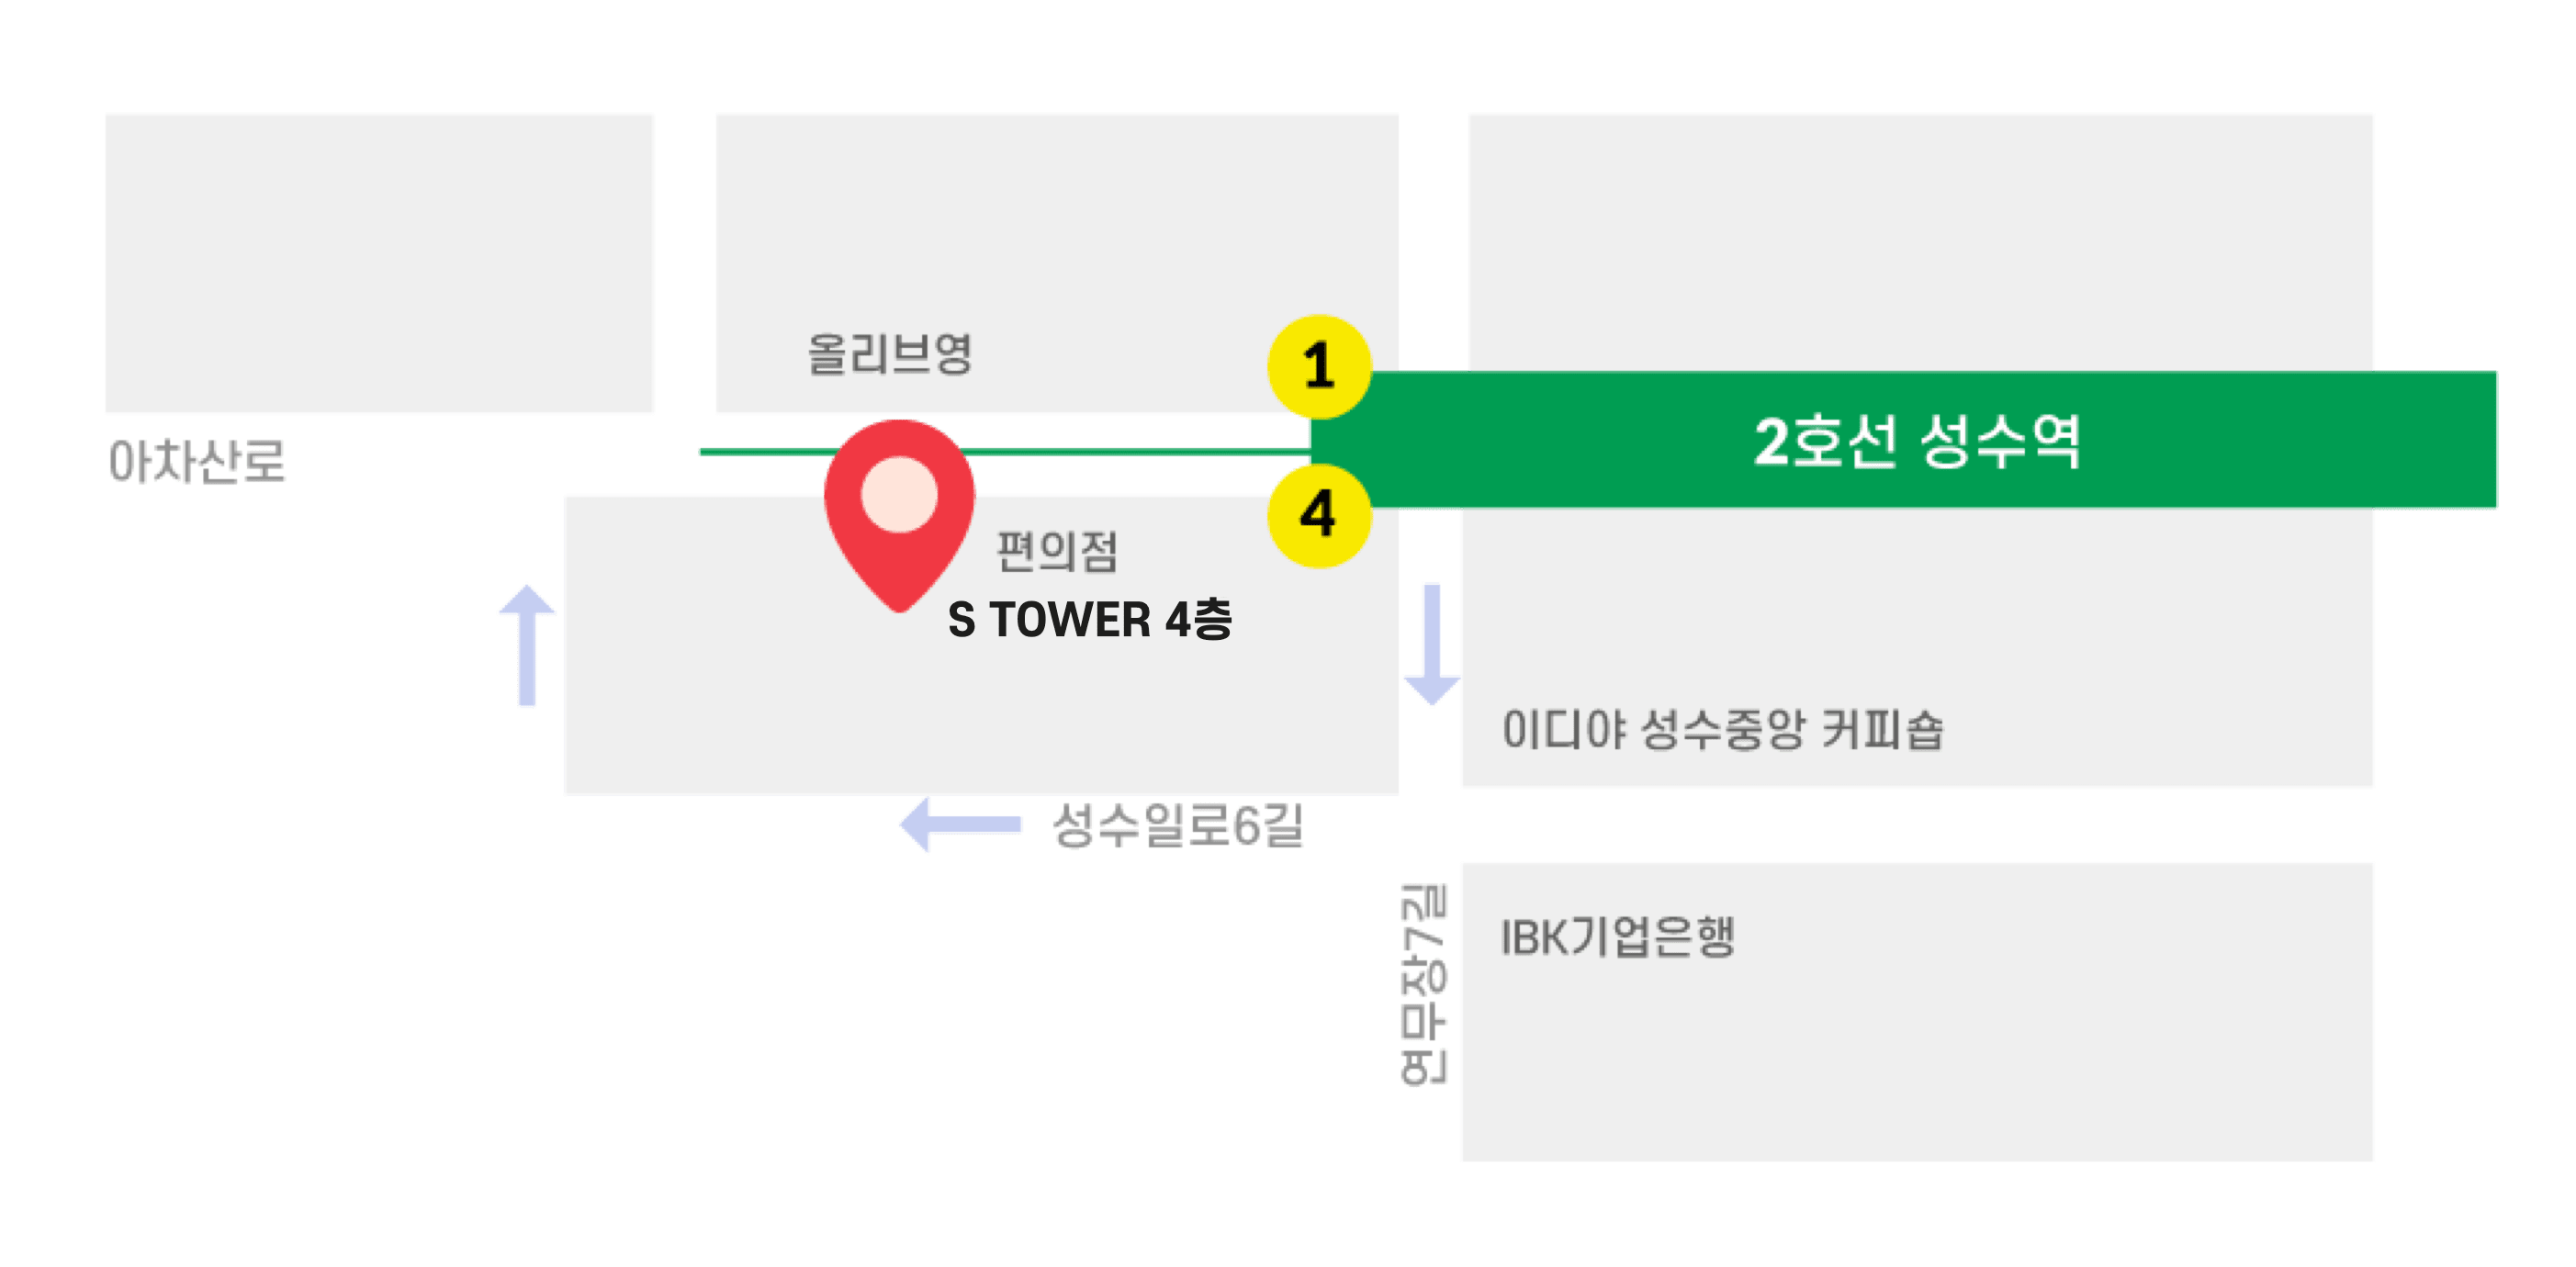 올리브영
1
2호선 성수역
아차산로
4
편의점
S TOWER 4층
이디야 성수중앙 커피숍
성수일로6길
연무장7길
IBK기업은행